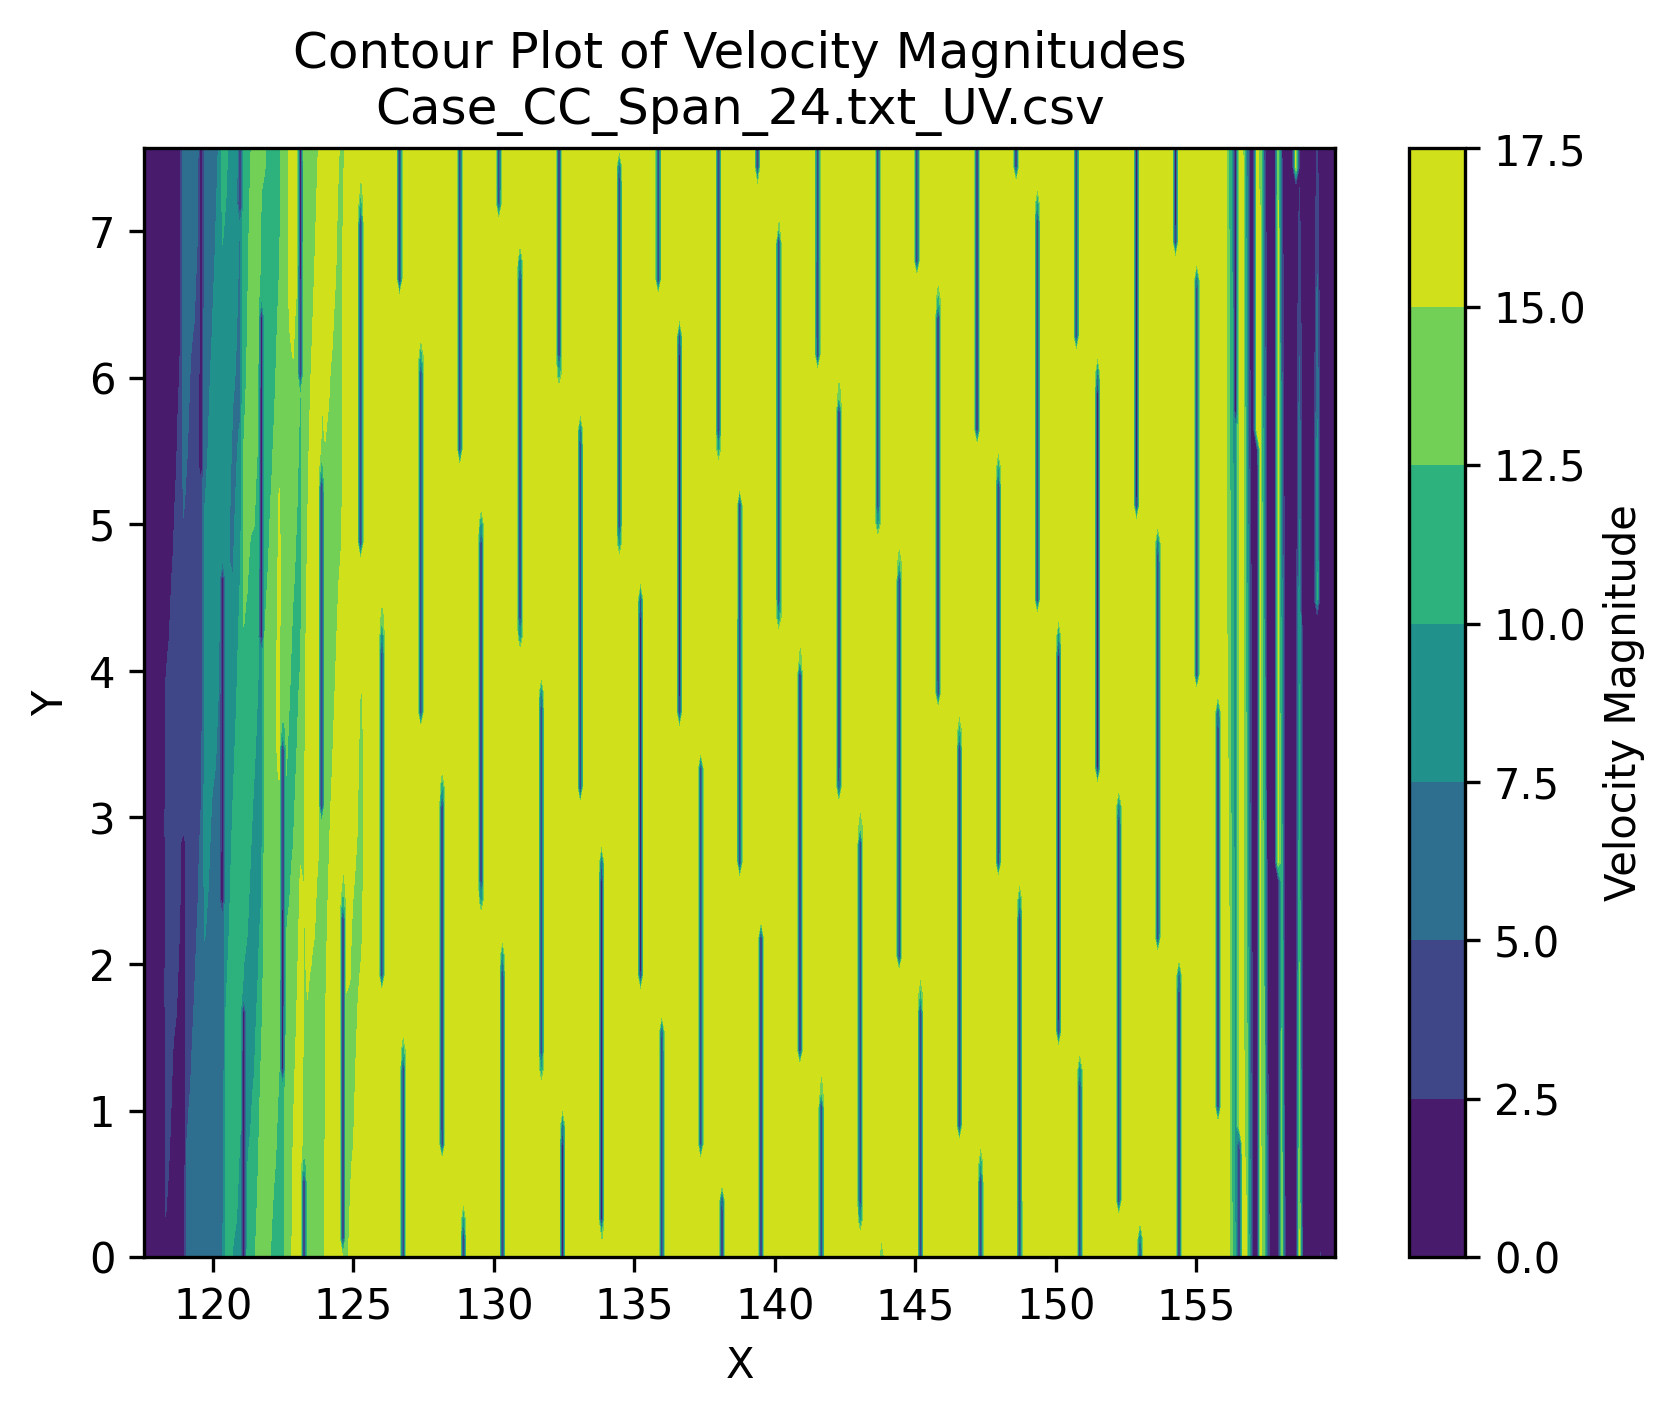 Contour Plot of Velocity Magnitudes
Case_CC_Span_24.txt_UV.csv
7
6
5
4
3
2
1
0
Y
120 125 130 135 140 145 150 155
X
17.5
15.0
12.5
10.0
7.5
5.0
2.5
0.0
Velocity Magnitude